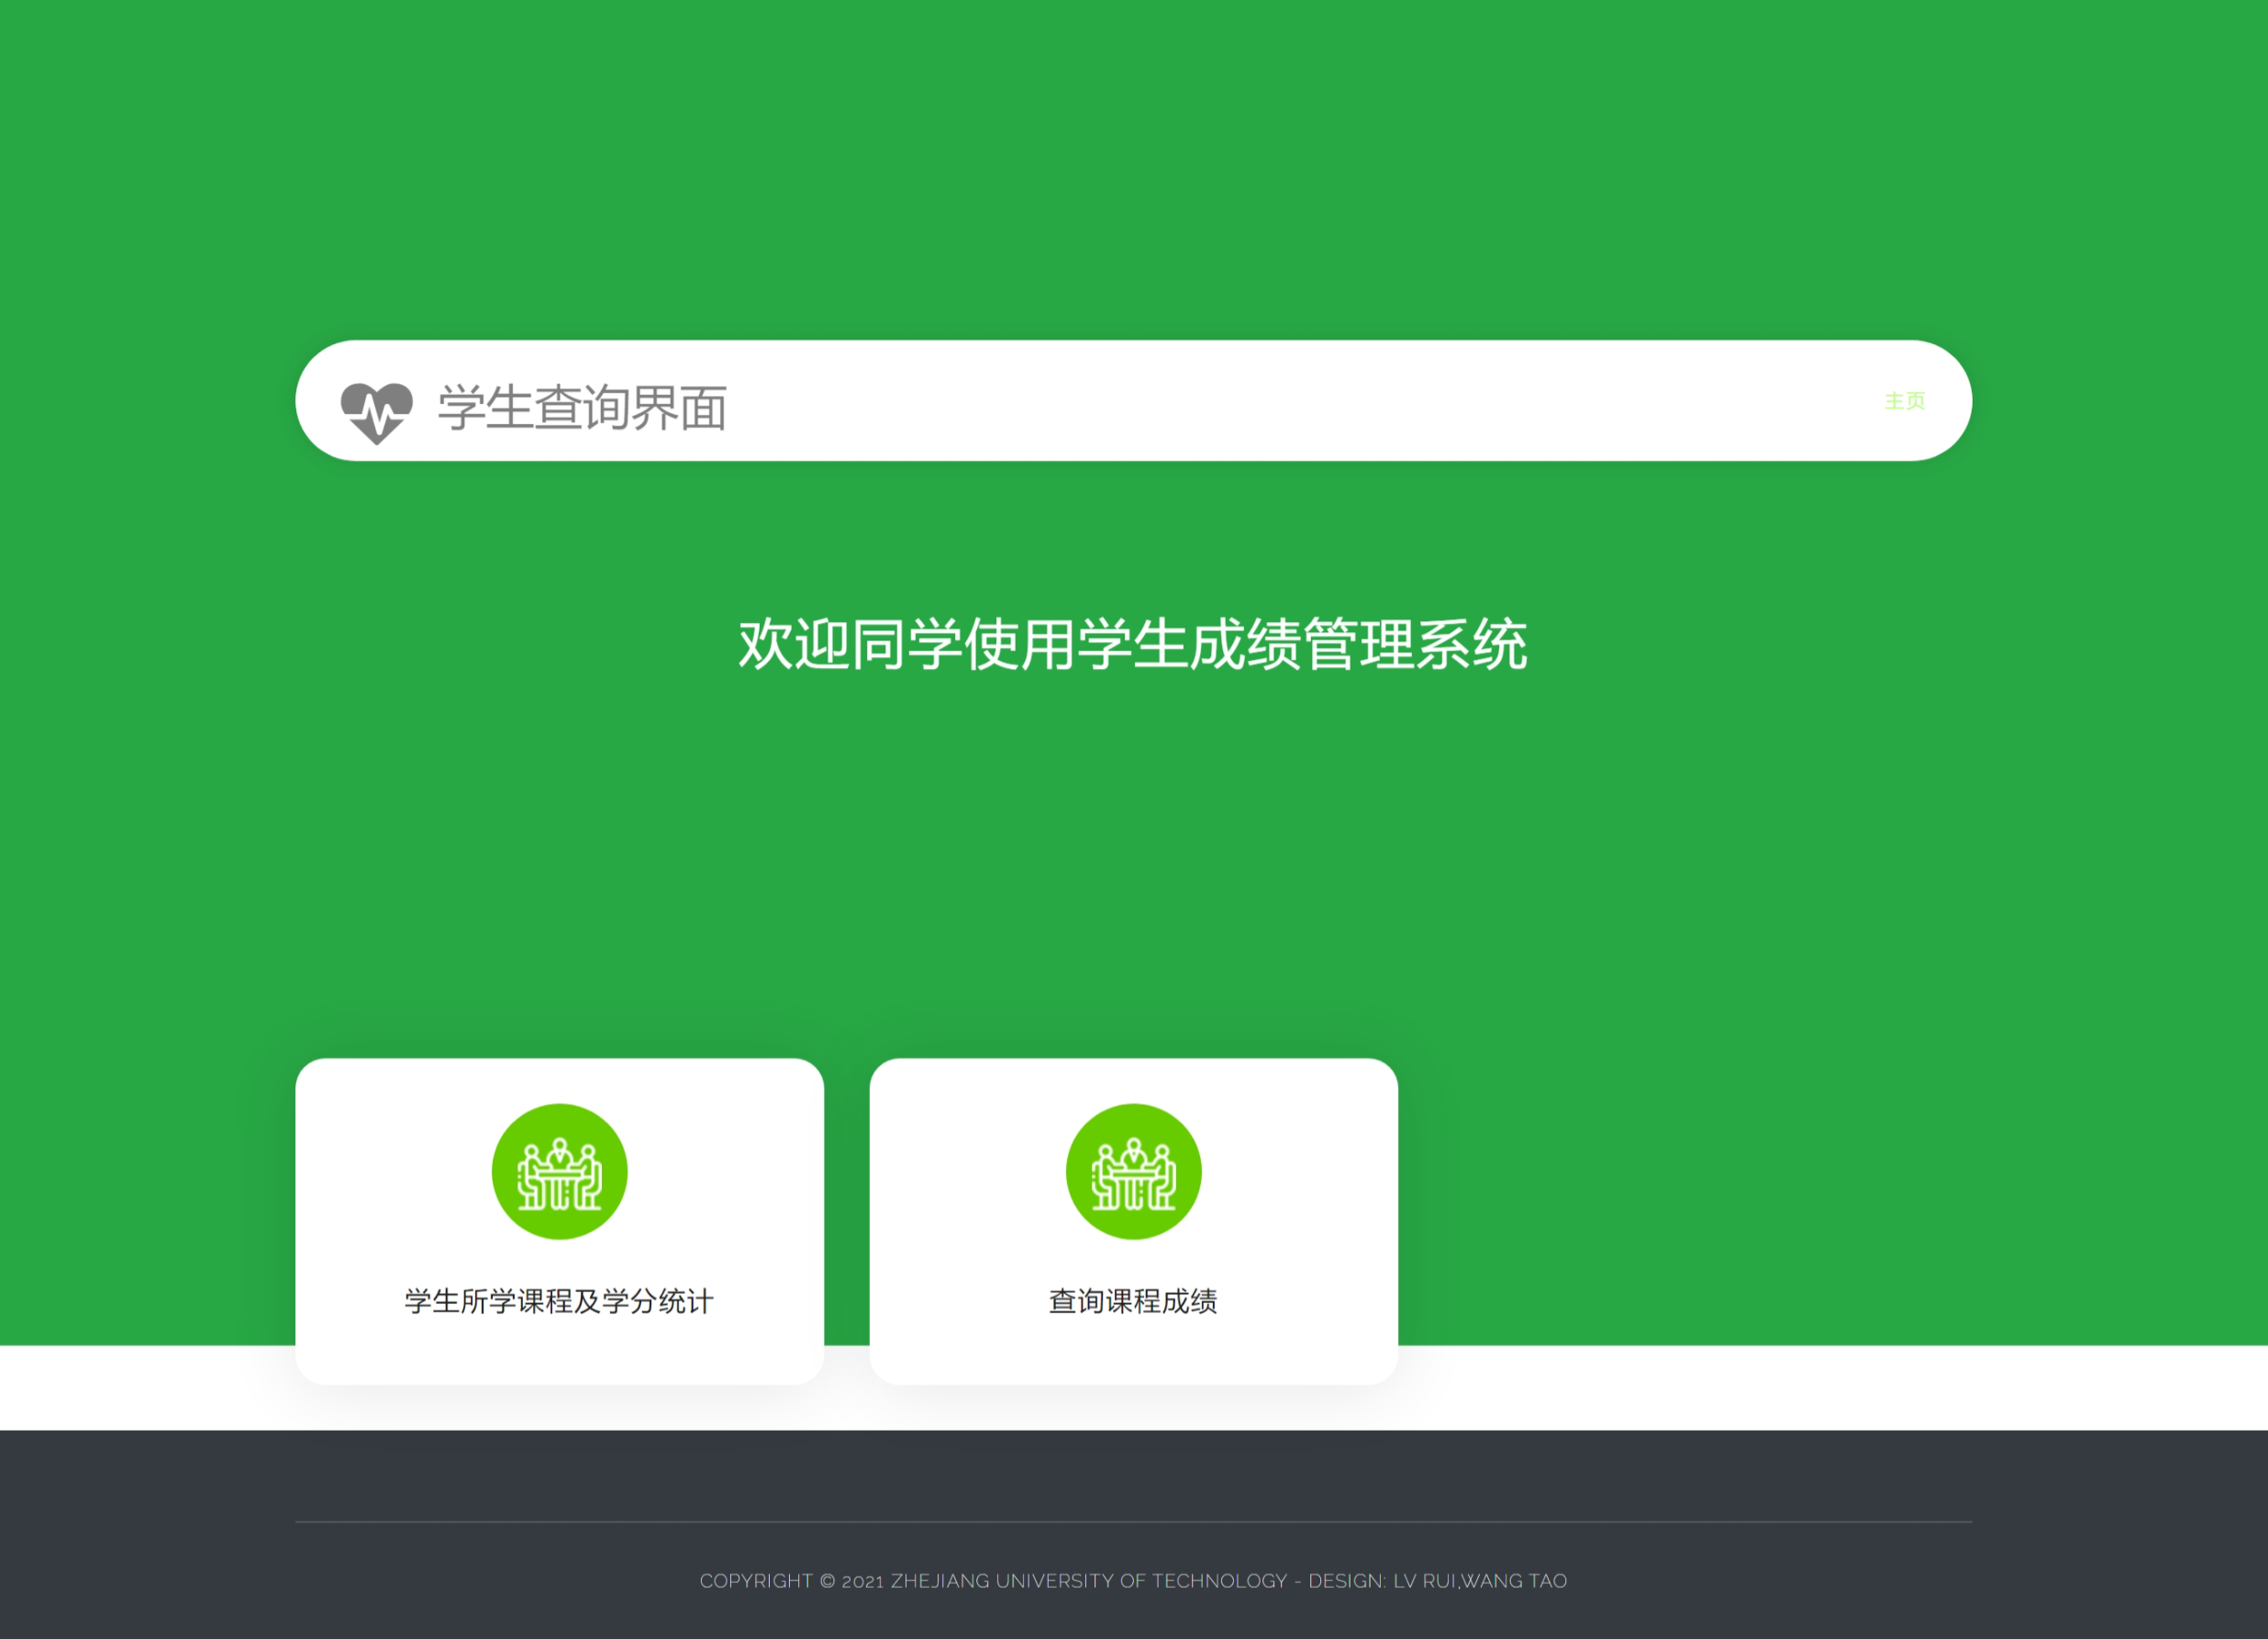 学生查询界面
主页
欢迎同学使用学生成绩管理系统
学生所学课程及学分统计
查询课程成绩
COPYRIGHT © 2021 ZHEJIANG UNIVERSITY OF TECHNOLOGY - DESIGN: LV RUI,WANG TAO